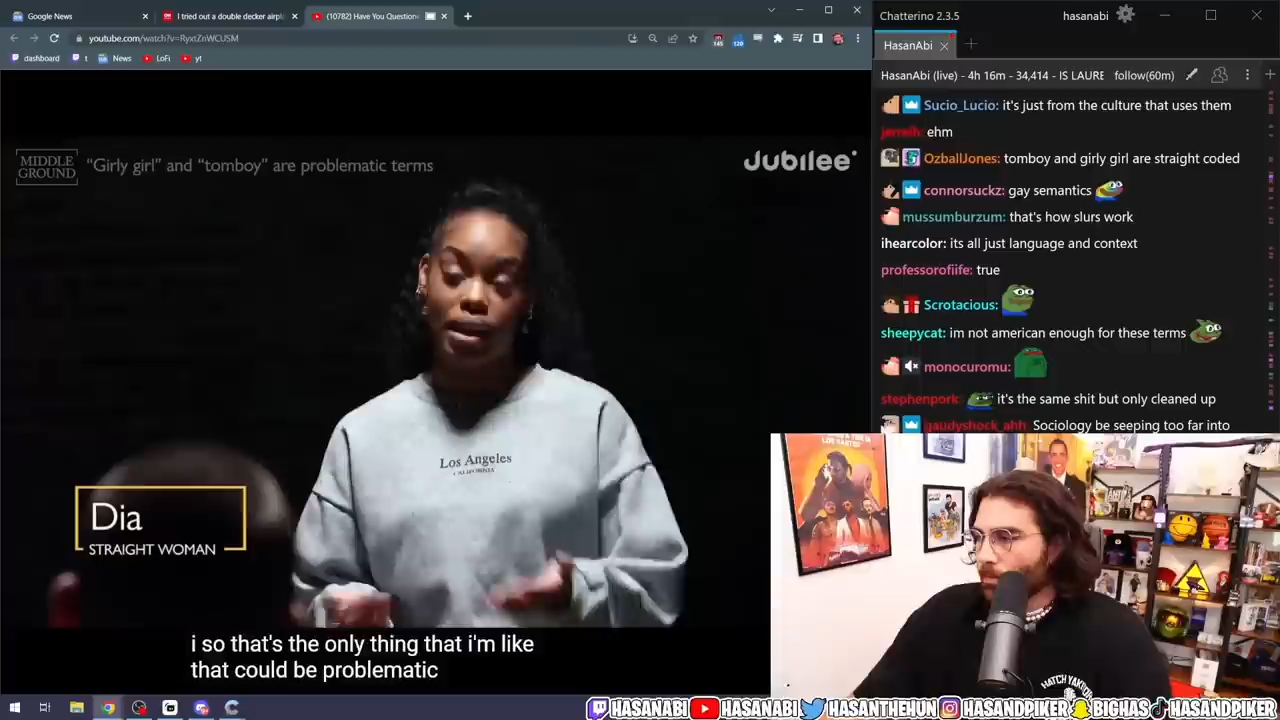 Google News
I tried out a double decker airpl
(10782) Have You Question
Chatterino 2.3.5
hasanabi
youtube.com/watch?v=RyxtZnWCUSM
HasanAbi
dashboard
t
News
LoFi
yt
HasanAbi (live) - 4h 16m - 34,414 - IS LAURE
follow(60m)
MIDDLE
GROUND
“Girly girl” and “tomboy” are problematic terms
Jubilee
Sucio_Lucio: it's just from the culture that uses them
ehm
OzballJones: tomboy and girly girl are straight coded
connorsuckz: gay semantics
mussumburzum: that's how slurs work
ihearcolor: its all just language and context
professorofiife: true
Scrotacious:
sheepycat: im not american enough for these terms
monocuromu:
stephenpork: it's the same shit but only cleaned up
gaudyshock_ahh Sociology be seeping too far into
Los Angeles
Dia
STRAIGHT WOMAN
i so that's the only thing that i'm like
that could be problematic
HASANABI
HASANABI
HASANTHEHUN
HASANDPIKER
BIGHAS
HASANDPIKER